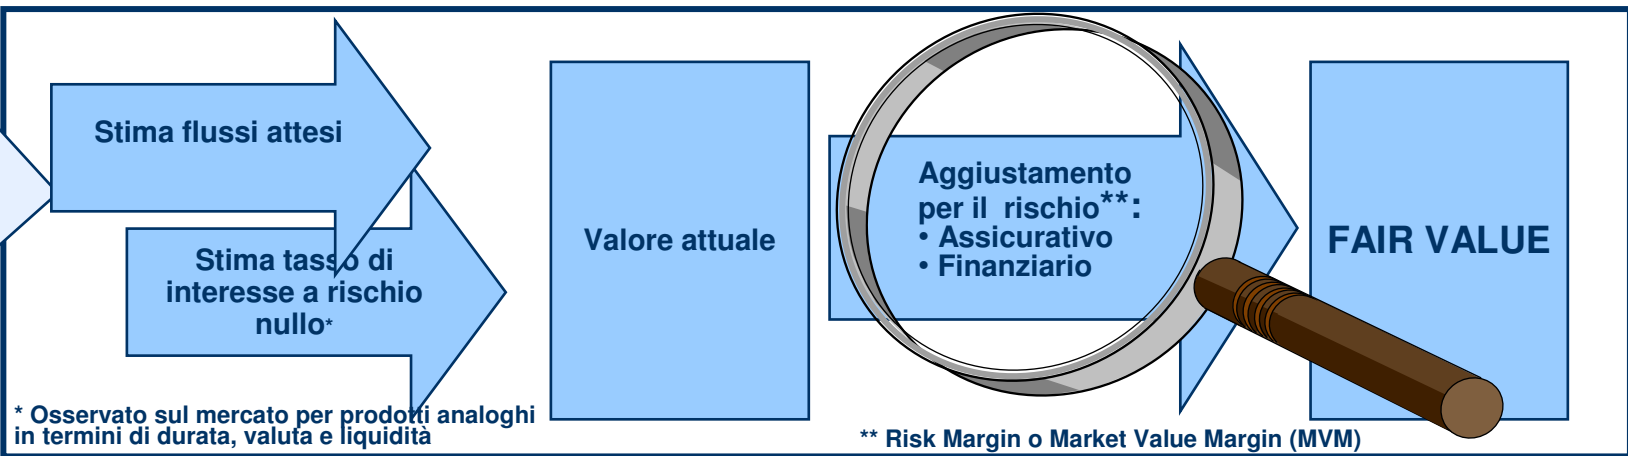 Stima flussi attesi
Stima tasso di
interesse a rischio
nullo*
Valore attuale
Aggiustamento
per il rischio**:
• Assicurativo
• Finanziario
FAIR VALUE
* Osservato sul mercato per prodotti analoghi
in termini di durata, valuta e liquidità
** Risk Margin o Market Value Margin (MVM)